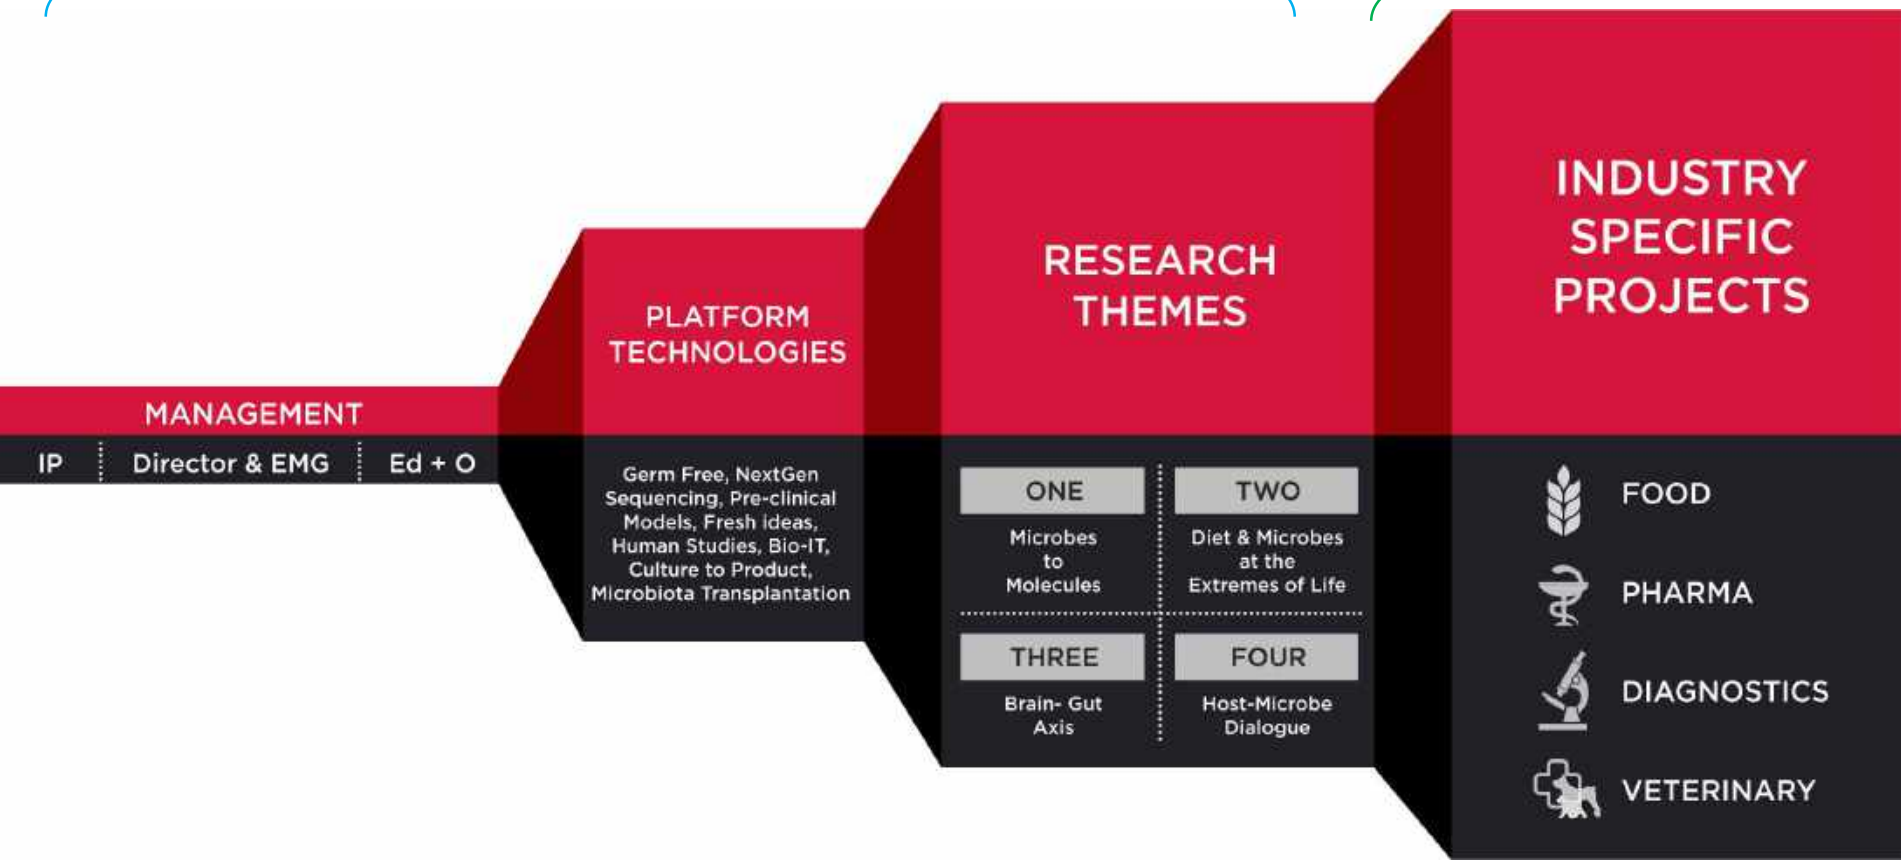 MANAGEMENT
IP
Director & EMG
Ed + O
PLATFORM
TECHNOLOGIES
Germ Free, NextGen
Sequencing, Pre-clinical
Models, Fresh ideas,
Human Studies, Bio-IT,
Culture to Product,
Microbiota Transplantation
RESEARCH
THEMES
ONE
Microbes
to
Molecules
TWO
Diet & Microbes
at the
Extremes of Life
THREE
Brain- Gut
Axis
FOUR
Host-Microbe
Dialogue
INDUSTRY
SPECIFIC
PROJECTS
FOOD
PHARMA
DIAGNOSTICS
VETERINARY